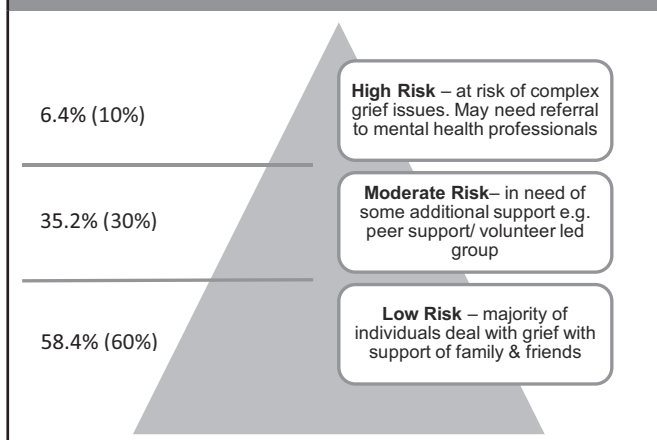 6.4% (10%)
High Risk – at risk of complex
grief issues. May need referral
to mental health professionals
35.2% (30%)
Moderate Risk– in need of
some additional support e.g.
peer support/ volunteer led
group
58.4% (60%)
Low Risk – majority of
individuals deal with grief with
support of family & friends